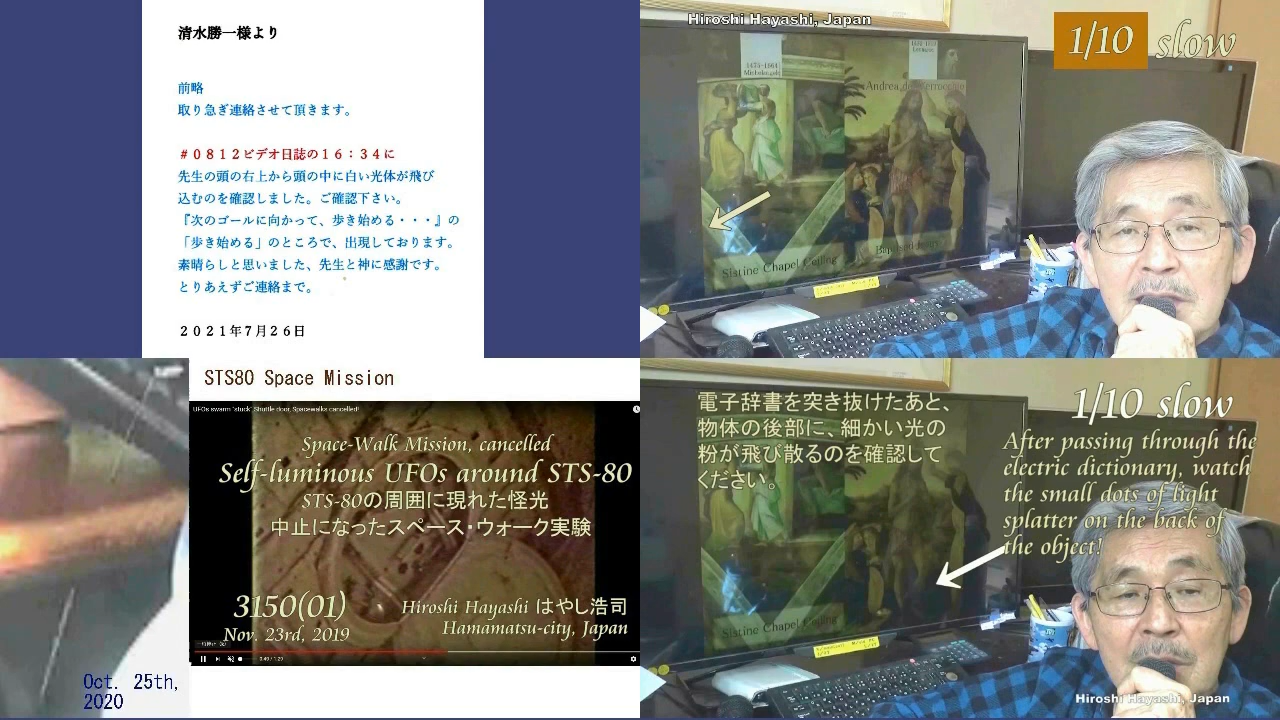 清水勝一様より
前略
取り急ぎ連絡させて頂きます。
＃０８１２ビデオ日誌の１６：３４に
先生の頭の右上から頭の中に白い光体が飛び
込むのを確認しました。ご確認下さい。
『次のゴールに向かって、歩き始める・・・』の
「歩き始める」のところで、出現しております。
素晴らしと思いました、先生と神に感謝です。
とりあえずご連絡まで。
２０２１年７月２６日
Hiroshi Hayashi, Japan
1/10 slow
1475-1564
Michelangelo
Andrea del Verrocchio
Sistine Chapel Ceiling
STS80 Space Mission
UFOs swarm "stuck" Shuttle door, Spacewalks cancelled!
Space-Walk Mission, cancelled
Self-luminous UFOs around STS-80
STS-80の周囲に現れた怪光
中止になったスペース・ウォーク実験
3150(01)
Nov. 23rd, 2019
Hiroshi Hayashi はやし浩司
Hamamatsu-city, Japan
0:49 / 1:29
Oct. 25th,
2020
電子辞書を突き抜けたあと、
物体の後部に、細かい光の
粉が飛び散るのを確認して
ください。
1/10 slow
After passing through the
electric dictionary, watch
the small dots of light
splatter on the back of
the object!
Sistine Chapel Ceiling
Hiroshi Hayashi, Japan